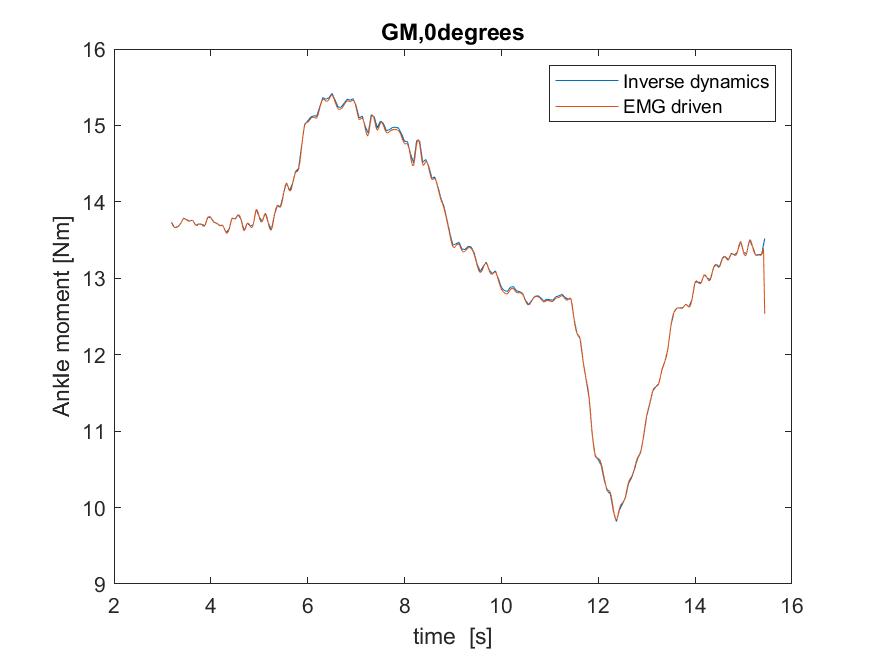 GM,0degrees
Inverse dynamics
EMG driven
Ankle moment [Nm]
16
15
14
13
12
11
10
9
2 4 6 8 10 12 14 16
time [s]